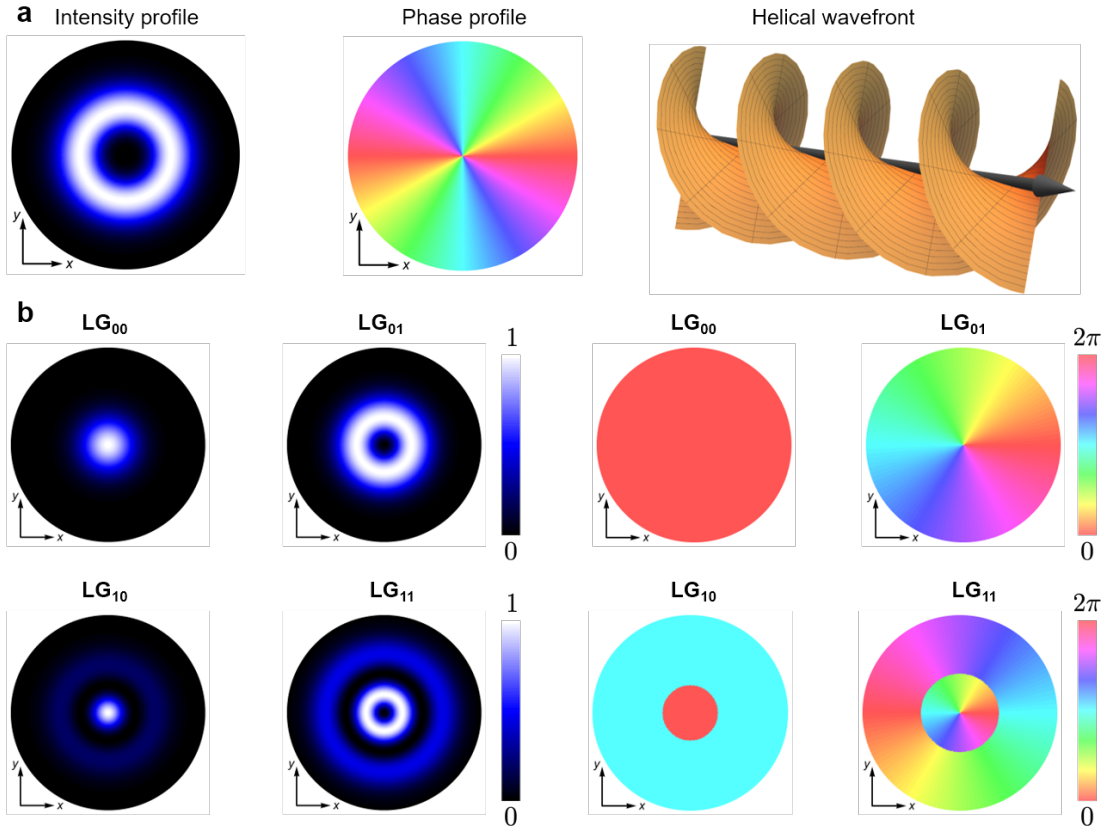 a
Intensity profile
Phase profile
Helical wavefront
y
x
y
x
b
LG₀₀
LG₀₁
LG₀₀
LG₀₁
1
2π
y
x
y
x
y
x
y
x
0
0
LG₁₀
LG₁₁
LG₁₀
LG₁₁
1
2π
y
x
y
x
y
x
y
x
0
0